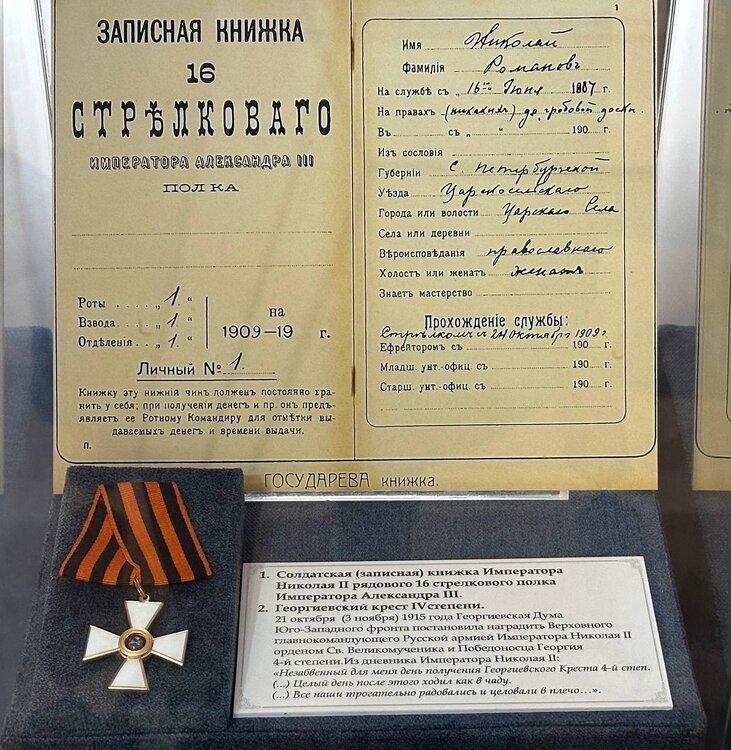 ЗАПИСНАЯ КНИЖКА
16
СТРѢЛКОВАГО
ИМПЕРАТОРА АЛЕКСАНДРА III
ПОЛКА
Роты .... „ 1. “
Взвода. ... „ 1. “
Отдѣленія .. „ 1. “
на
1909–19 г.
Личный № 1.
Книжку эту нижній чинъ долженъ постоянно хра-
нить у себя; при полученіи денегъ и пр. онъ предъ-
являетъ ее Ротному Командиру для отмѣтки вы-
даваемыхъ денегъ и времени выдачи.
П.
1
Имя Николай
Фамилія Романовъ
На службѣ съ „ 16го Іюня 1887 г.
На правахъ (никакихъ) до гробовой доски.
Въ съ „ “ 190 г.
Изъ сословія
Губерніи С. Петербургской
Уѣзда Царскосельскаго
Города или волости Царскаго Села
Села или деревни
Вѣроисповѣданія православнаго
Холостъ или женатъ женатъ
Знаетъ мастерство
Прохожденіе службы:
Стрѣлкомъ с 24 октября 1909 г.
Ефрейторомъ съ 190 г.
Младш. унт.-офиц. съ 190 г.
Старш. унт.-офиц. съ 190 г.
ГОСУДАРЕВА книжка.
1. Солдатская (записная) книжка Императора
Николая II рядового 16 стрелкового полка
Императора Александра III.
2. Георгиевский крест IVстепени.
21 октября (3 ноября) 1915 года Георгиевская Дума
Юго-Западного фронта постановила наградить Верховного
главнокомандующего Русской армией Императора Николая II
орденом Св. Великомученика и Победоносца Георгия
4-й степени.Из дневника Императора Николая II:
«Незабвенный для меня день получения Георгиевского Креста 4-й степ.
(...) Целый день после этого ходил как в чаду.
(...) Все наши трогательно радовались и целовали в плечо...».